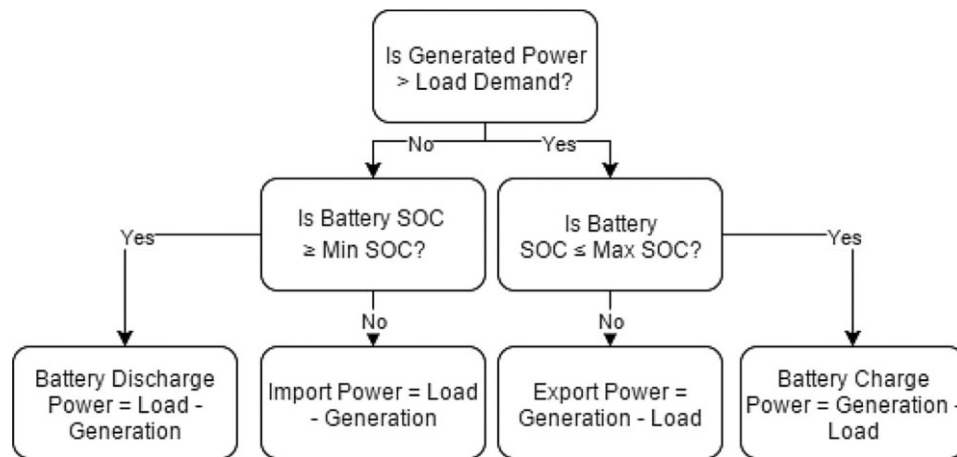 Is Generated Power
> Load Demand?
No
Yes
Is Battery SOC
≥ Min SOC?
Is Battery
SOC ≤ Max SOC?
Yes
Yes
No
No
Battery Discharge
Power = Load -
Generation
Import Power = Load
- Generation
Export Power =
Generation - Load
Battery Charge
Power = Generation -
Load